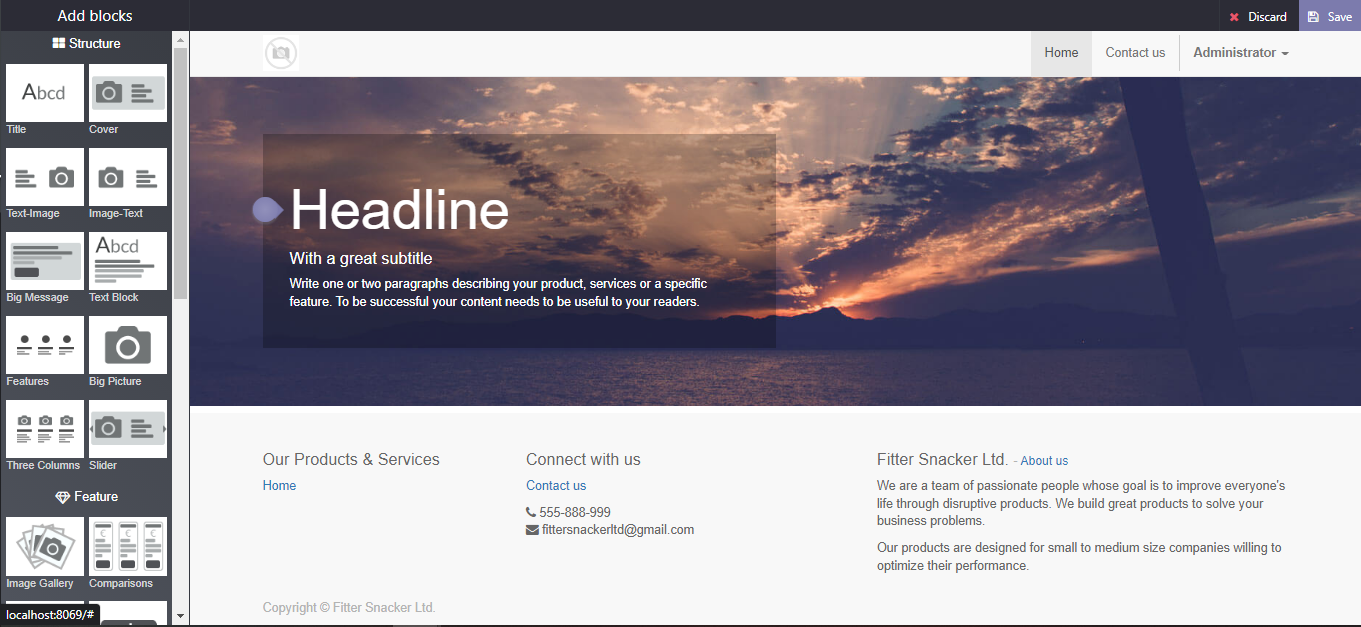 Add blocks
Discard
Save
Structure
Abcd
Title
Cover
Text-Image
Image-Text
Big Message
Abcd
Text Block
Features
Big Picture
Three Columns
Slider
Feature
Image Gallery
Comparisons
localhost:8069/#
Home
Contact us
Administrator
Headline
With a great subtitle
Write one or two paragraphs describing your product, services or a specific
feature. To be successful your content needs to be useful to your readers.
Our Products & Services
Home
Connect with us
Contact us
555-888-999
fittersnackerltd@gmail.com
Fitter Snacker Ltd. - About us
We are a team of passionate people whose goal is to improve everyone's
life through disruptive products. We build great products to solve your
business problems.
Our products are designed for small to medium size companies willing to
optimize their performance.
Copyright © Fitter Snacker Ltd.